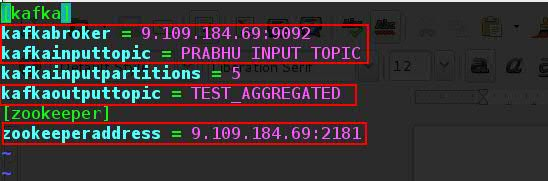 [kafka]
kafkabroker = 9.109.184.69:9092
kafkainputtopic = PRABHU INPUT TOPIC
kafkainputpartitions = 5
kafkaoutputtopic = TEST_AGGREGATED
[zookeeper]
zookeeperaddress = 9.109.184.69:2181
~
~
12